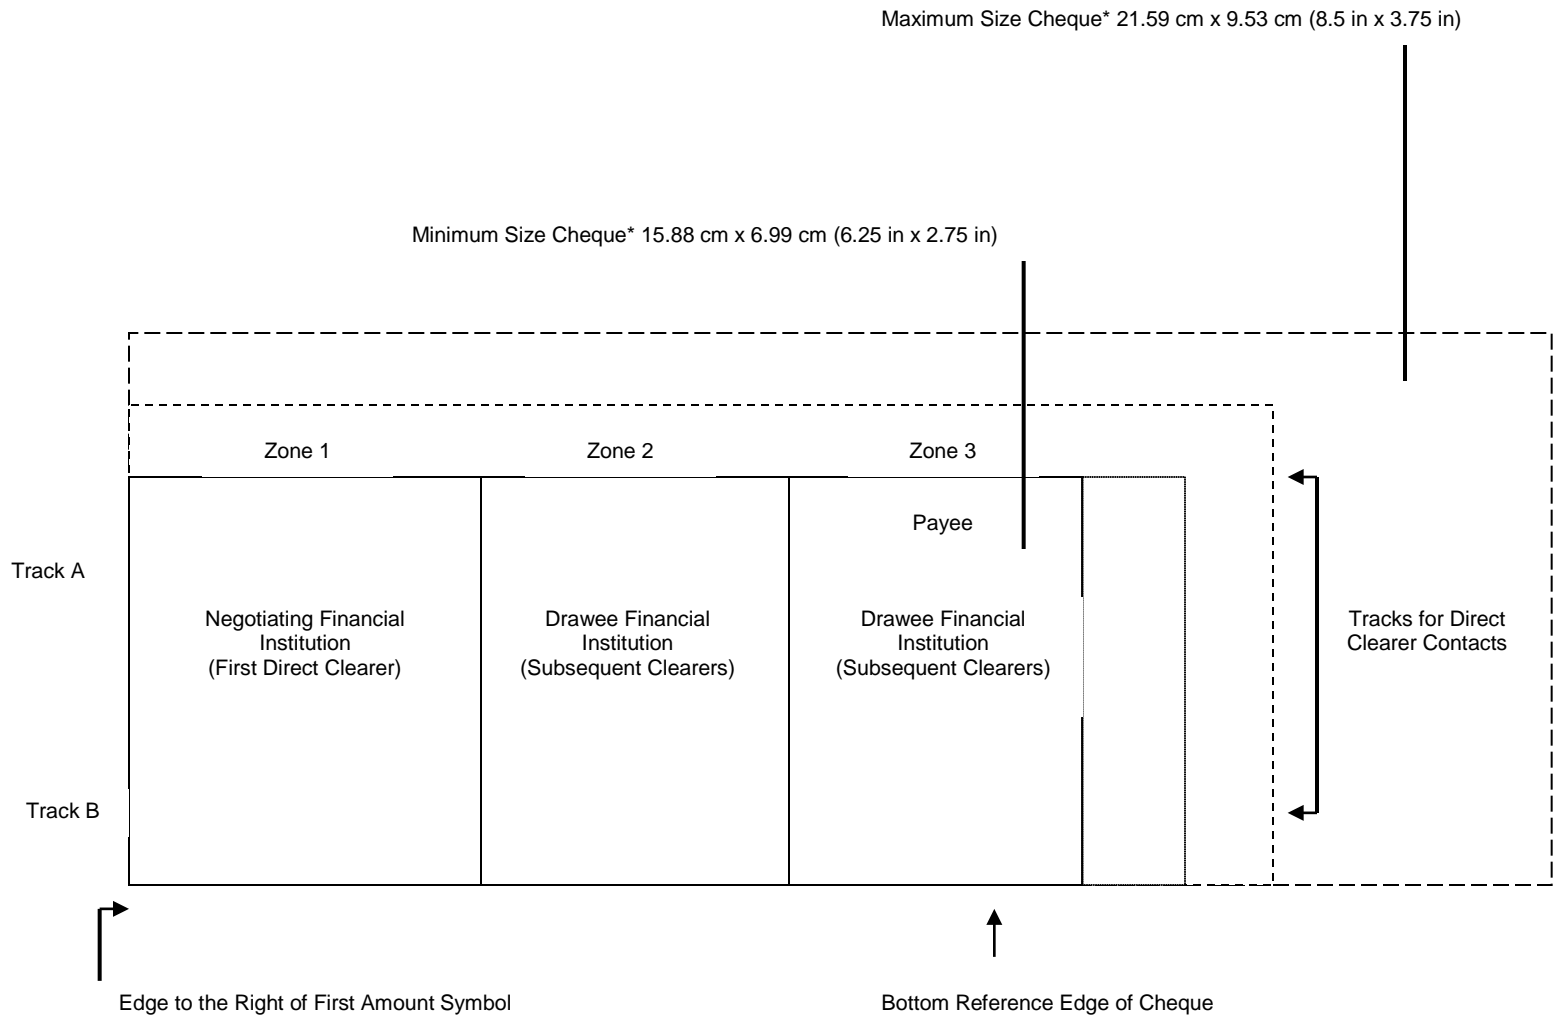 Maximum Size Cheque* 21.59 cm x 9.53 cm (8.5 in x 3.75 in)
Minimum Size Cheque* 15.88 cm x 6.99 cm (6.25 in x 2.75 in)
Zone 1
Zone 2
Zone 3
Payee
Track A
Negotiating Financial
Institution
(First Direct Clearer)
Drawee Financial
Institution
(Subsequent Clearers)
Drawee Financial
Institution
(Subsequent Clearers)
Tracks for Direct
Clearer Contacts
Track B
Edge to the Right of First Amount Symbol
Bottom Reference Edge of Cheque